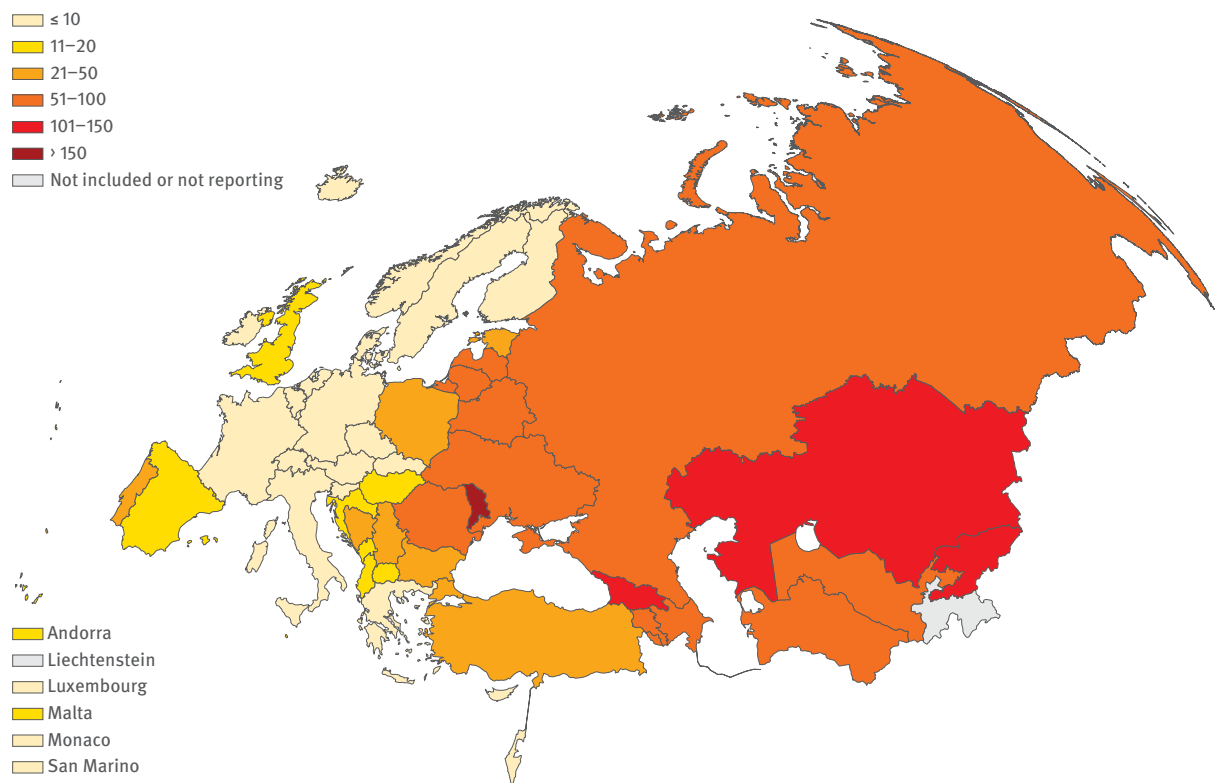 ≤ 10
11–20
21–50
51–100
101–150
› 150
Not included or not reporting
Andorra
Liechtenstein
Luxembourg
Malta
Monaco
San Marino